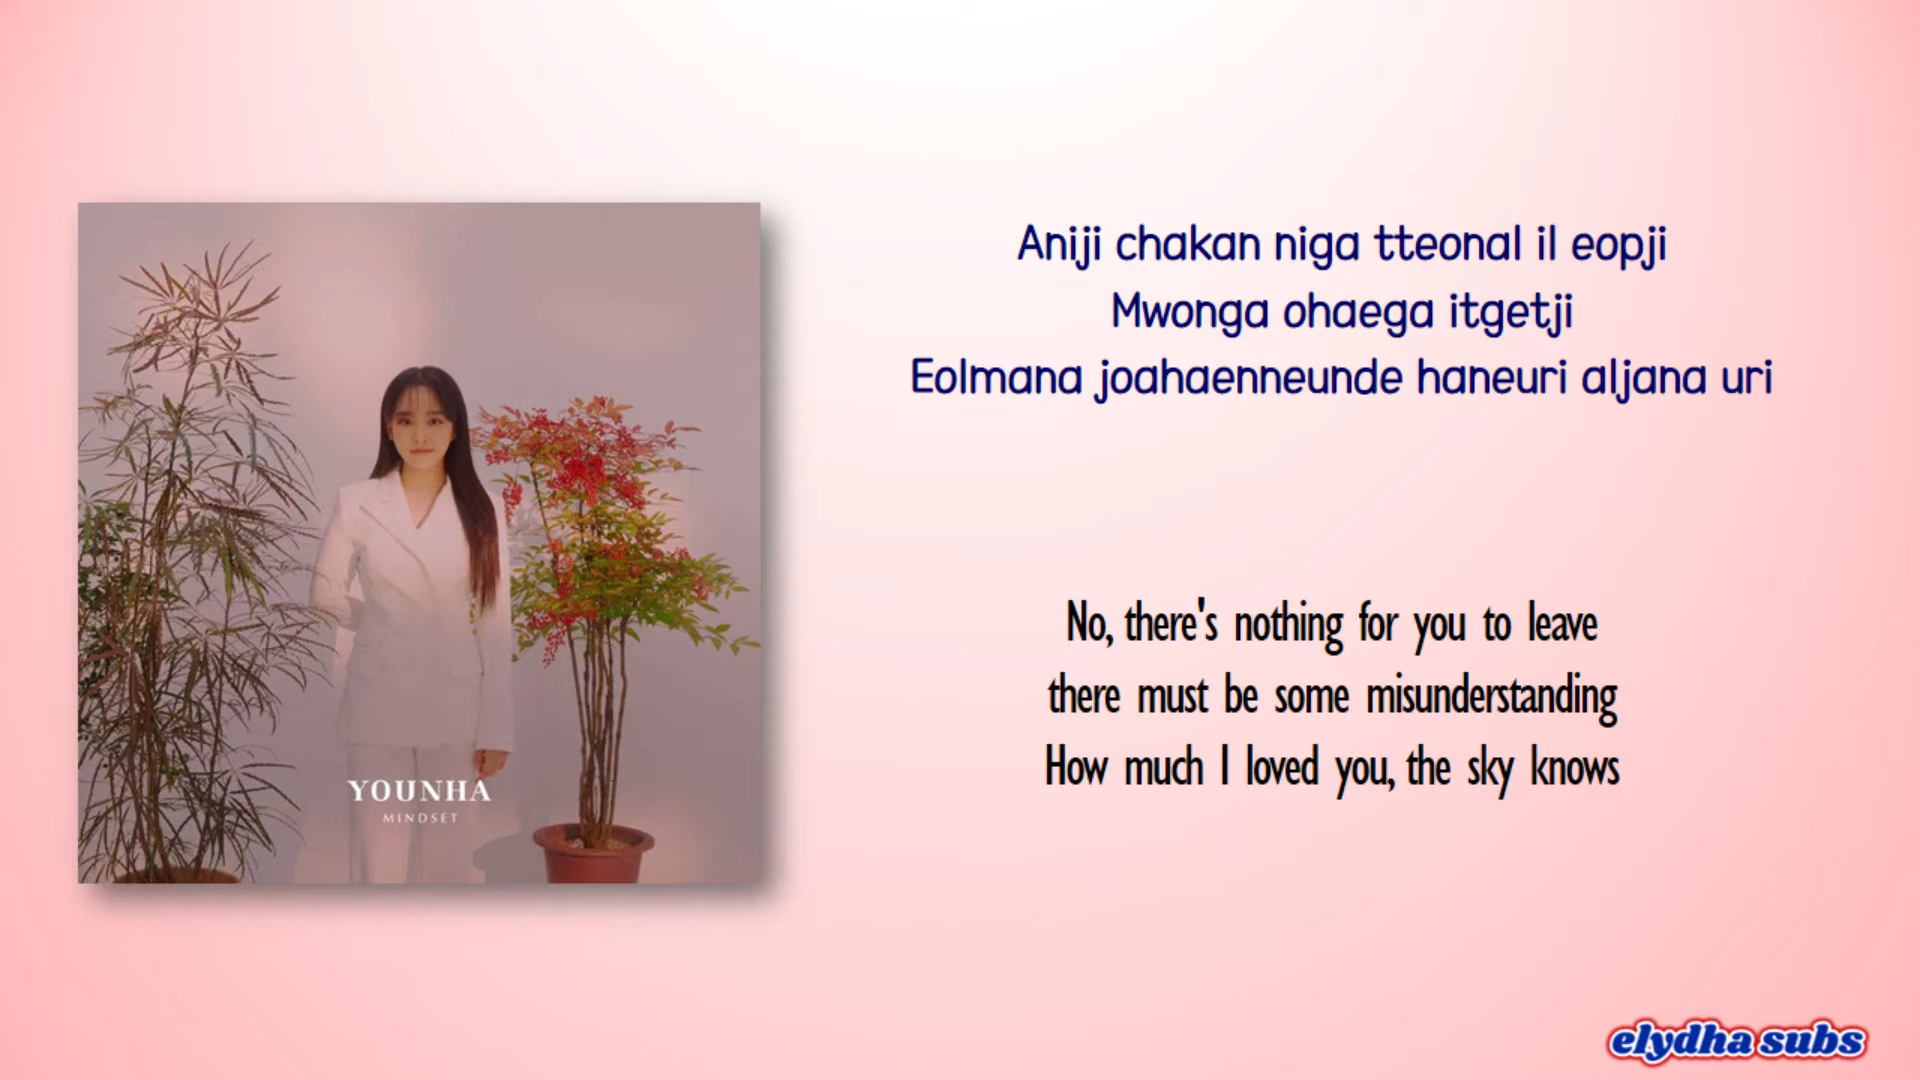 Aniji chakan niga tteonal il eopji
Mwonga ohaega itgetji
Eolmana joahaenneunde haneuri aljana uri
No, there's nothing for you to leave
there must be some misunderstanding
How much I loved you, the sky knows
YOUNHA
MINDSET
elydha subs